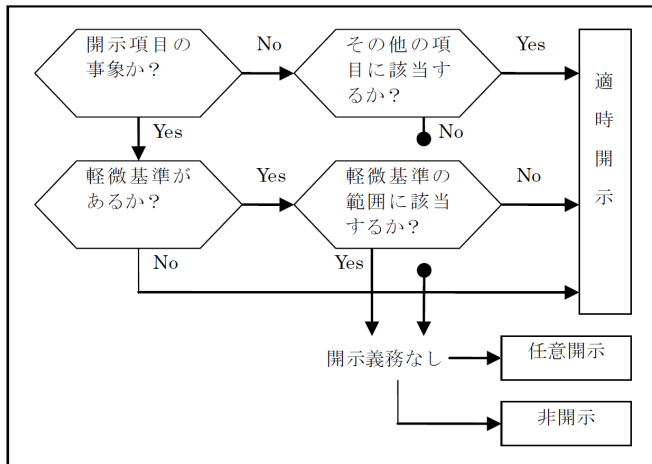 開示項目の
事象か？
No
その他の項
目に該当す
るか？
Yes
適時開示
Yes
No
軽微基準が
あるか？
Yes
軽微基準の
範囲に該当
するか？
No
No
Yes
開示義務なし
任意開示
非開示